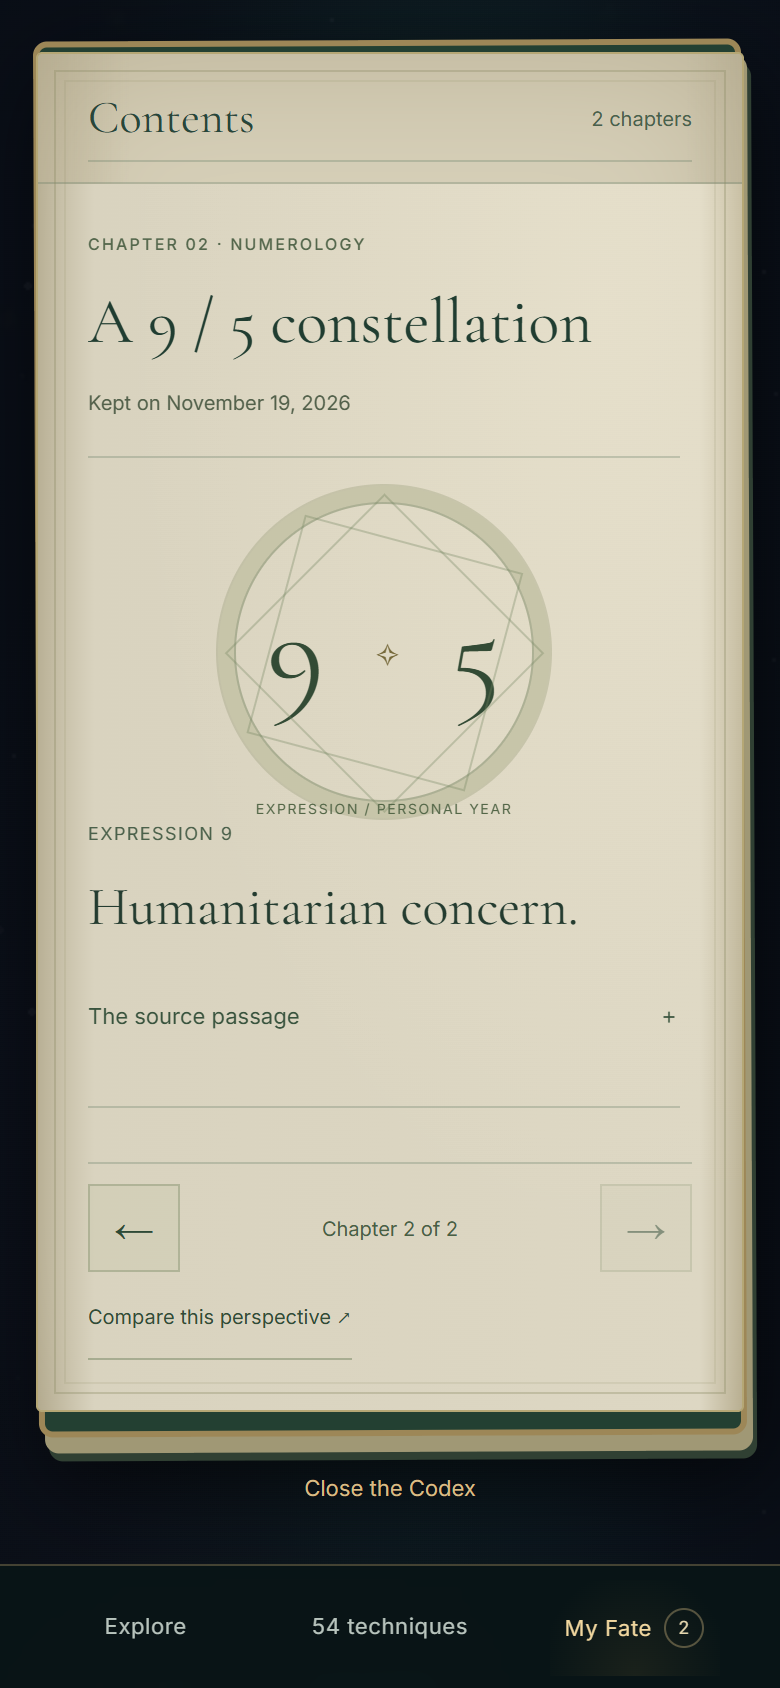 Contents
2 chapters
CHAPTER 02 · NUMEROLOGY
A 9 / 5 constellation
Kept on November 19, 2026
9 ✧ 5
EXPRESSION / PERSONAL YEAR
EXPRESSION 9
Humanitarian concern.
The source passage +
← Chapter 2 of 2 →
Compare this perspective ↗
Close the Codex
Explore
54 techniques
My Fate 2